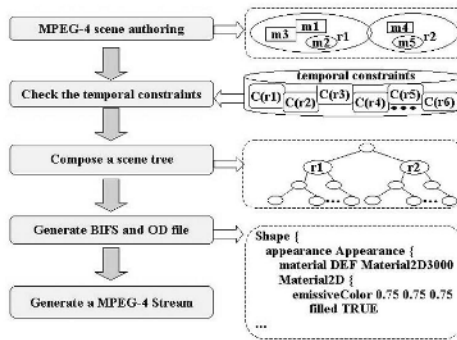 MPEG-4 scene authoring
m3 m1 m2 r1 m4 m5 r2
temporal constraints
Check the temporal constraints
C(r1) C(r2) C(r3) C(r4) C(r5) C(r6)
Compose a scene tree
r1 r2
Generate BIFS and OD file
Shape {
appearance Appearance {
material DEF Material2D3000
Material2D {
emissiveColor 0.75 0.75 0.75
filled TRUE
...
Generate a MPEG-4 Stream